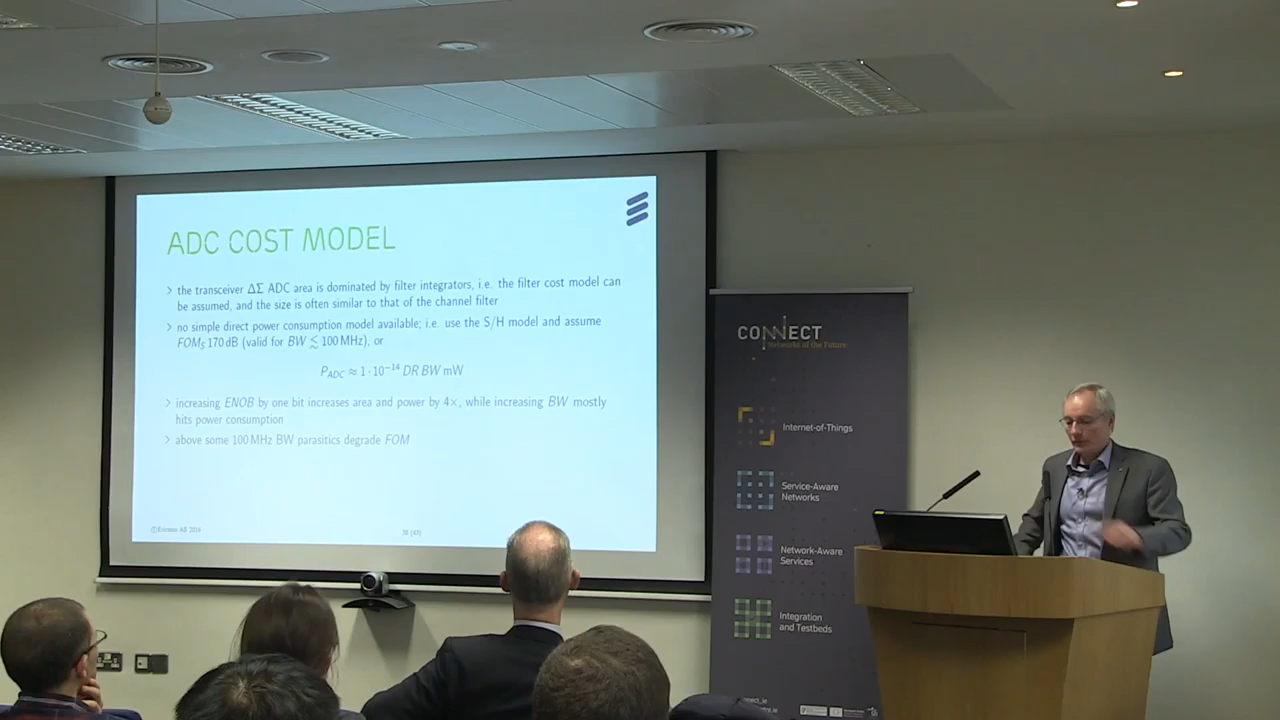 ADC COST MODEL
> the transceiver ΔΣ ADC area is dominated by filter integrators, i.e. the filter cost model can
be assumed, and the size is often similar to that of the channel filter
> no simple direct power consumption model available; i.e. use the S/H model and assume
FOMS 170 dB (valid for BW ≲ 100 MHz), or
PADC ≈ 1 · 10⁻¹⁴ DR BW mW
> increasing ENOB by one bit increases area and power by 4×, while increasing BW mostly
hits power consumption
> above some 100 MHz BW parasitics degrade FOM
CONNECT
Networks of the Future
Internet-of-Things
Service-Aware
Networks
Network-Aware
Services
Integration
and Testbeds